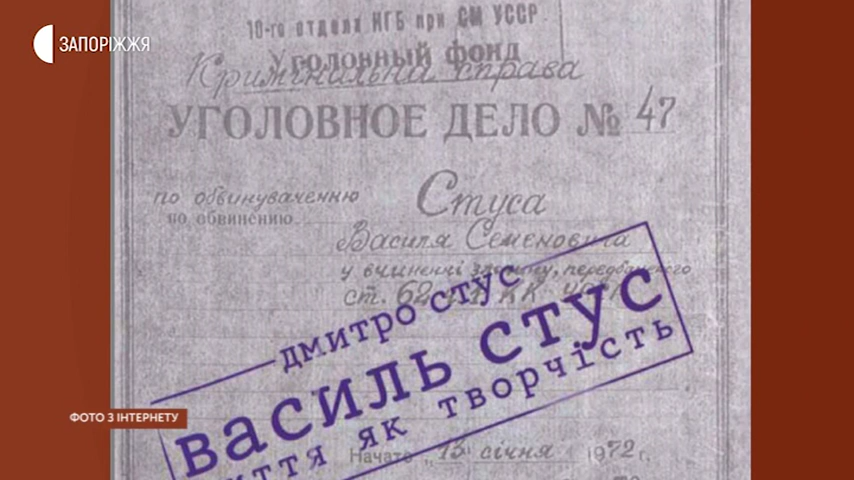 ЗАПОРІЖЖЯ
10-го отдела КГБ при СМ УССР.
Уголовный фонд
Кримінальна справа
УГОЛОВНОЕ ДЕЛО № 47
по обвинуваченню
по обвинению
Стуса
Василя Семеновича
у вчиненні злочину, передбаченого
ст. 62 КК УРСР
ДМИТРО СТУС
ВАСИЛЬ СТУС
ЖИТТЯ ЯК ТВОРЧІСТЬ
ФОТО З ІНТЕРНЕТУ
Начато "13" січня 1972 г.